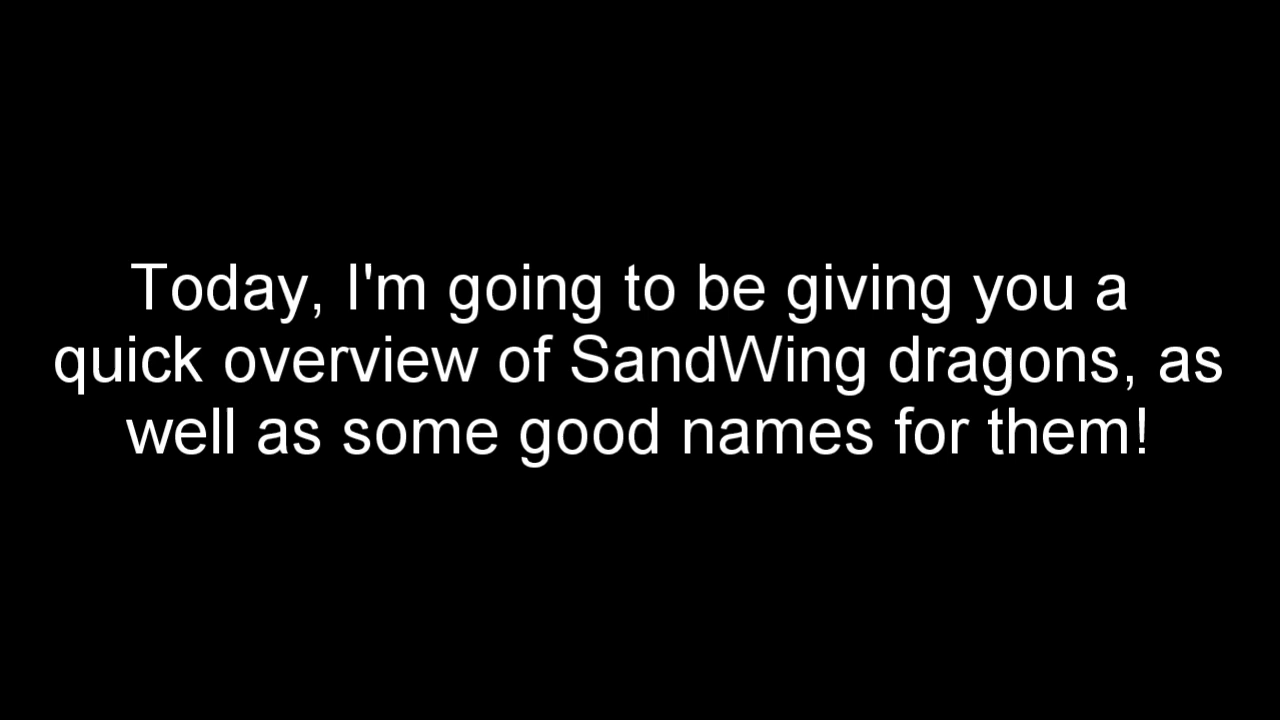 Today, I'm going to be giving you a
quick overview of SandWing dragons, as
well as some good names for them!